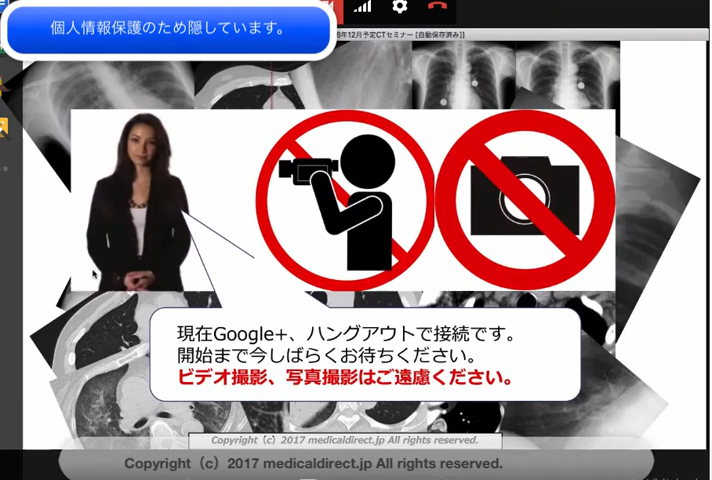 個人情報保護のため隠しています。
年12月予定CTセミナー [自動保存済み]]
現在Google+、ハングアウトで接続です。
開始まで今しばらくお待ちください。
ビデオ撮影、写真撮影はご遠慮ください。
Copyright（c）2017 medicaldirect.jp All rights reserved.
Copyright（c）2017 medicaldirect.jp All rights reserved.